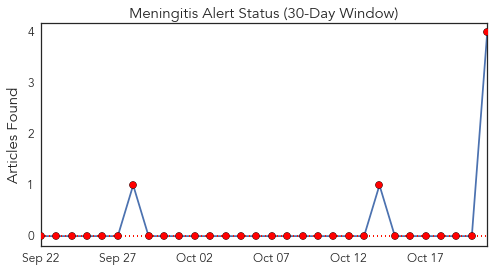 Meningitis Alert Status (30-Day Window)
Articles Found
4
3
2
1
0
Sep 22 Sep 27 Oct 02 Oct 07 Oct 12 Oct 17